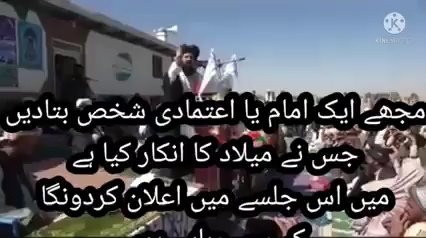 مجھے ایک امام یا اعتمادی شخص بتادیں
جس نے میلاد کا انکار کیا ہے
میں اس جلسے میں اعلان کردونگا